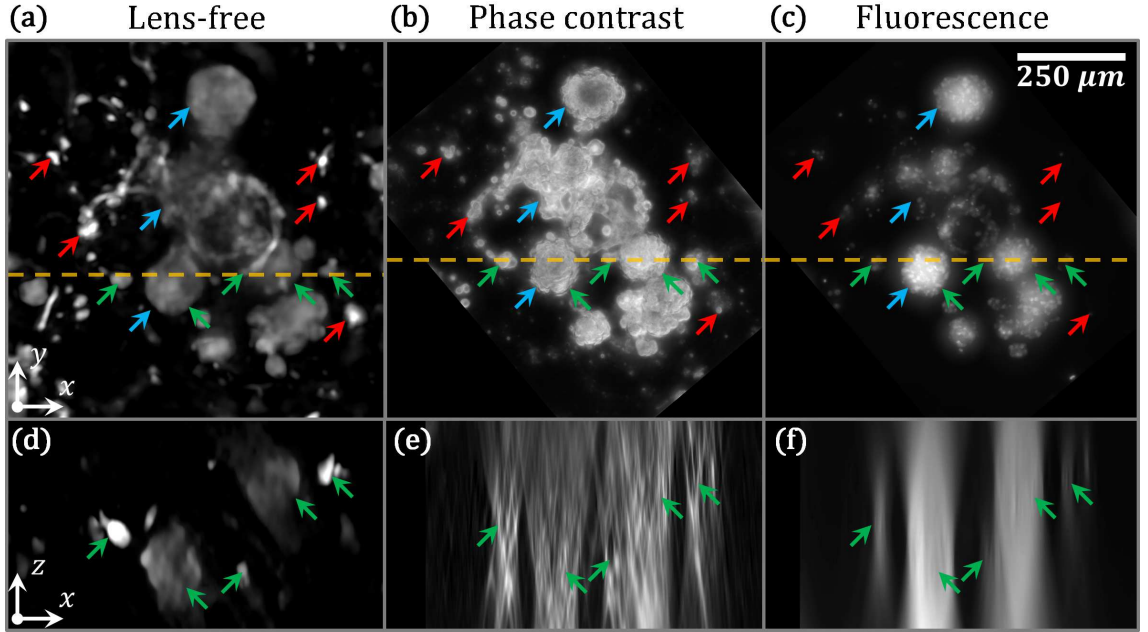 (a) Lens-free
(b) Phase contrast
(c) Fluorescence
250 μm
y
x
(d)
(e)
(f)
z
x